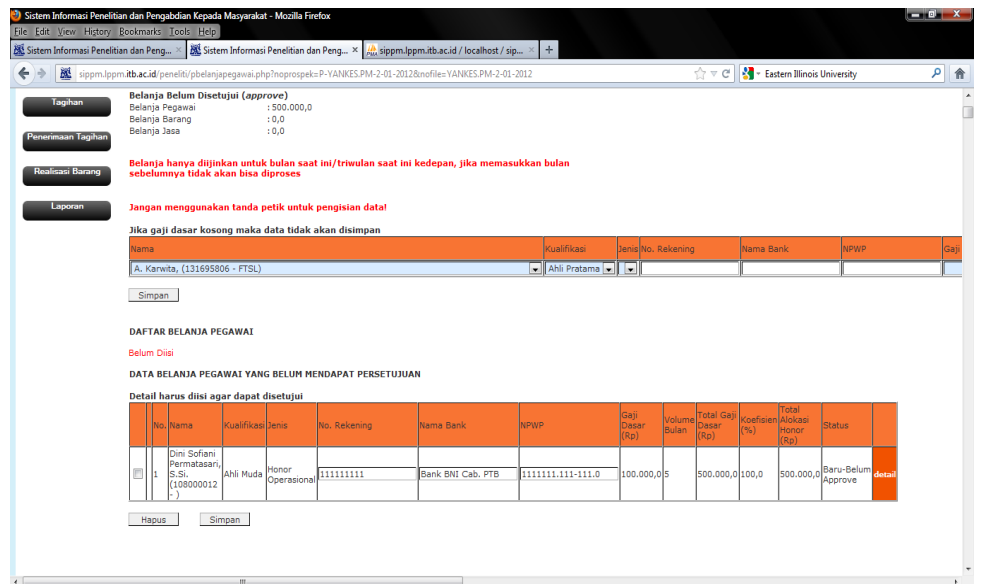 Sistem Informasi Penelitian dan Pengabdian Kepada Masyarakat - Mozilla Firefox
File Edit View History Bookmarks Tools Help
Sistem Informasi Penelitian dan Peng... × Sistem Informasi Penelitian dan Peng... × sippm.lppm.itb.ac.id / localhost / sip... × +
sippm.lppm.itb.ac.id/peneliti/pbelanjapegawai.php?noprospek=P-YANKES.PM-2-01-2012&nofile=YANKES.PM-2-01-2012 Eastern Illinois University
Tagihan
Penerimaan Tagihan
Realisasi Barang
Laporan
Belanja Belum Disetujui (approve)
Belanja Pegawai : 500.000,0
Belanja Barang : 0,0
Belanja Jasa : 0,0
Belanja hanya diijinkan untuk bulan saat ini/triwulan saat ini kedepan, jika memasukkan bulan
sebelumnya tidak akan bisa diproses
Jangan menggunakan tanda petik untuk pengisian data!
Jika gaji dasar kosong maka data tidak akan disimpan
Nama Kualifikasi Jenis No. Rekening Nama Bank NPWP Gaji
A. Karwita, (131695806 - FTSL) Ahli Pratama
Simpan
DAFTAR BELANJA PEGAWAI
Belum Diisi
DATA BELANJA PEGAWAI YANG BELUM MENDAPAT PERSETUJUAN
Detail harus diisi agar dapat disetujui
No. Nama Kualifikasi Jenis No. Rekening Nama Bank NPWP Gaji Dasar (Rp) Volume Bulan Total Gaji Dasar (Rp) Koefisien (%) Total Alokasi Honor (Rp) Status
1 Dini Sofiani Permatasari, S.Si. (108000012 - ) Ahli Muda Honor Operasional 111111111 Bank BNI Cab. PTB 1111111.111-111.0 100.000,0 5 500.000,0 100,0 500.000,0 Baru-Belum Approve detail
Hapus Simpan